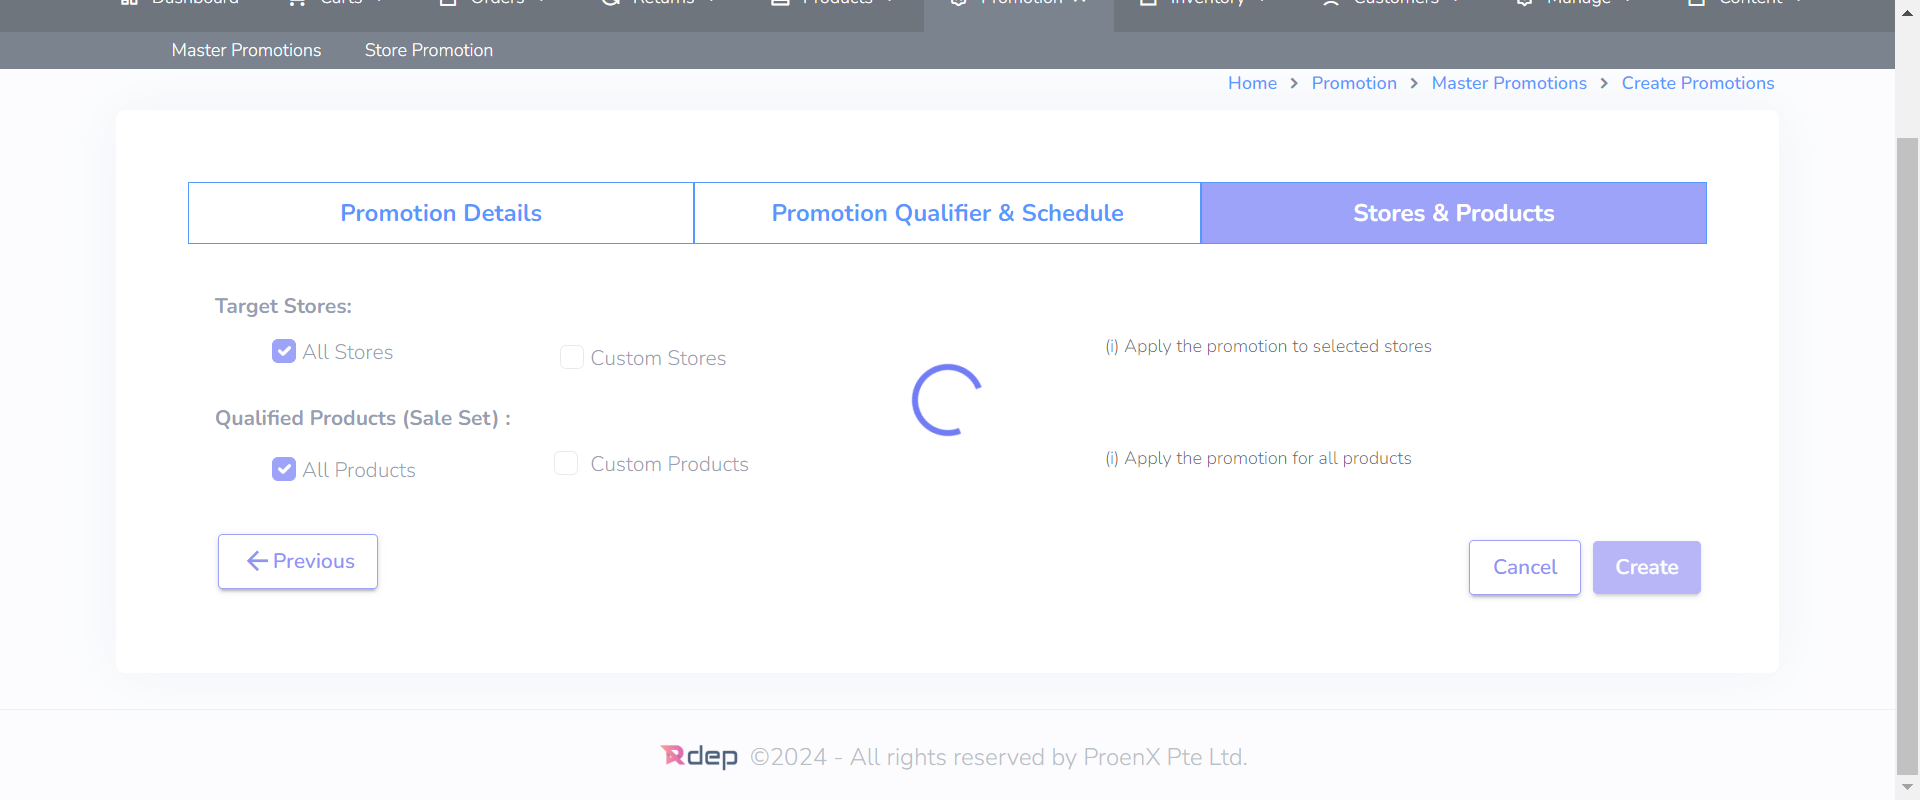 Dashboard Carts Orders Returns Products Promotion Inventory Customers Manage Content
Master Promotions Store Promotion
Home > Promotion > Master Promotions > Create Promotions
Promotion Details Promotion Qualifier & Schedule Stores & Products
Target Stores:
All Stores Custom Stores (i) Apply the promotion to selected stores
Qualified Products (Sale Set) :
All Products Custom Products (i) Apply the promotion for all products
Previous Cancel Create
Rdep ©2024 - All rights reserved by ProenX Pte Ltd.